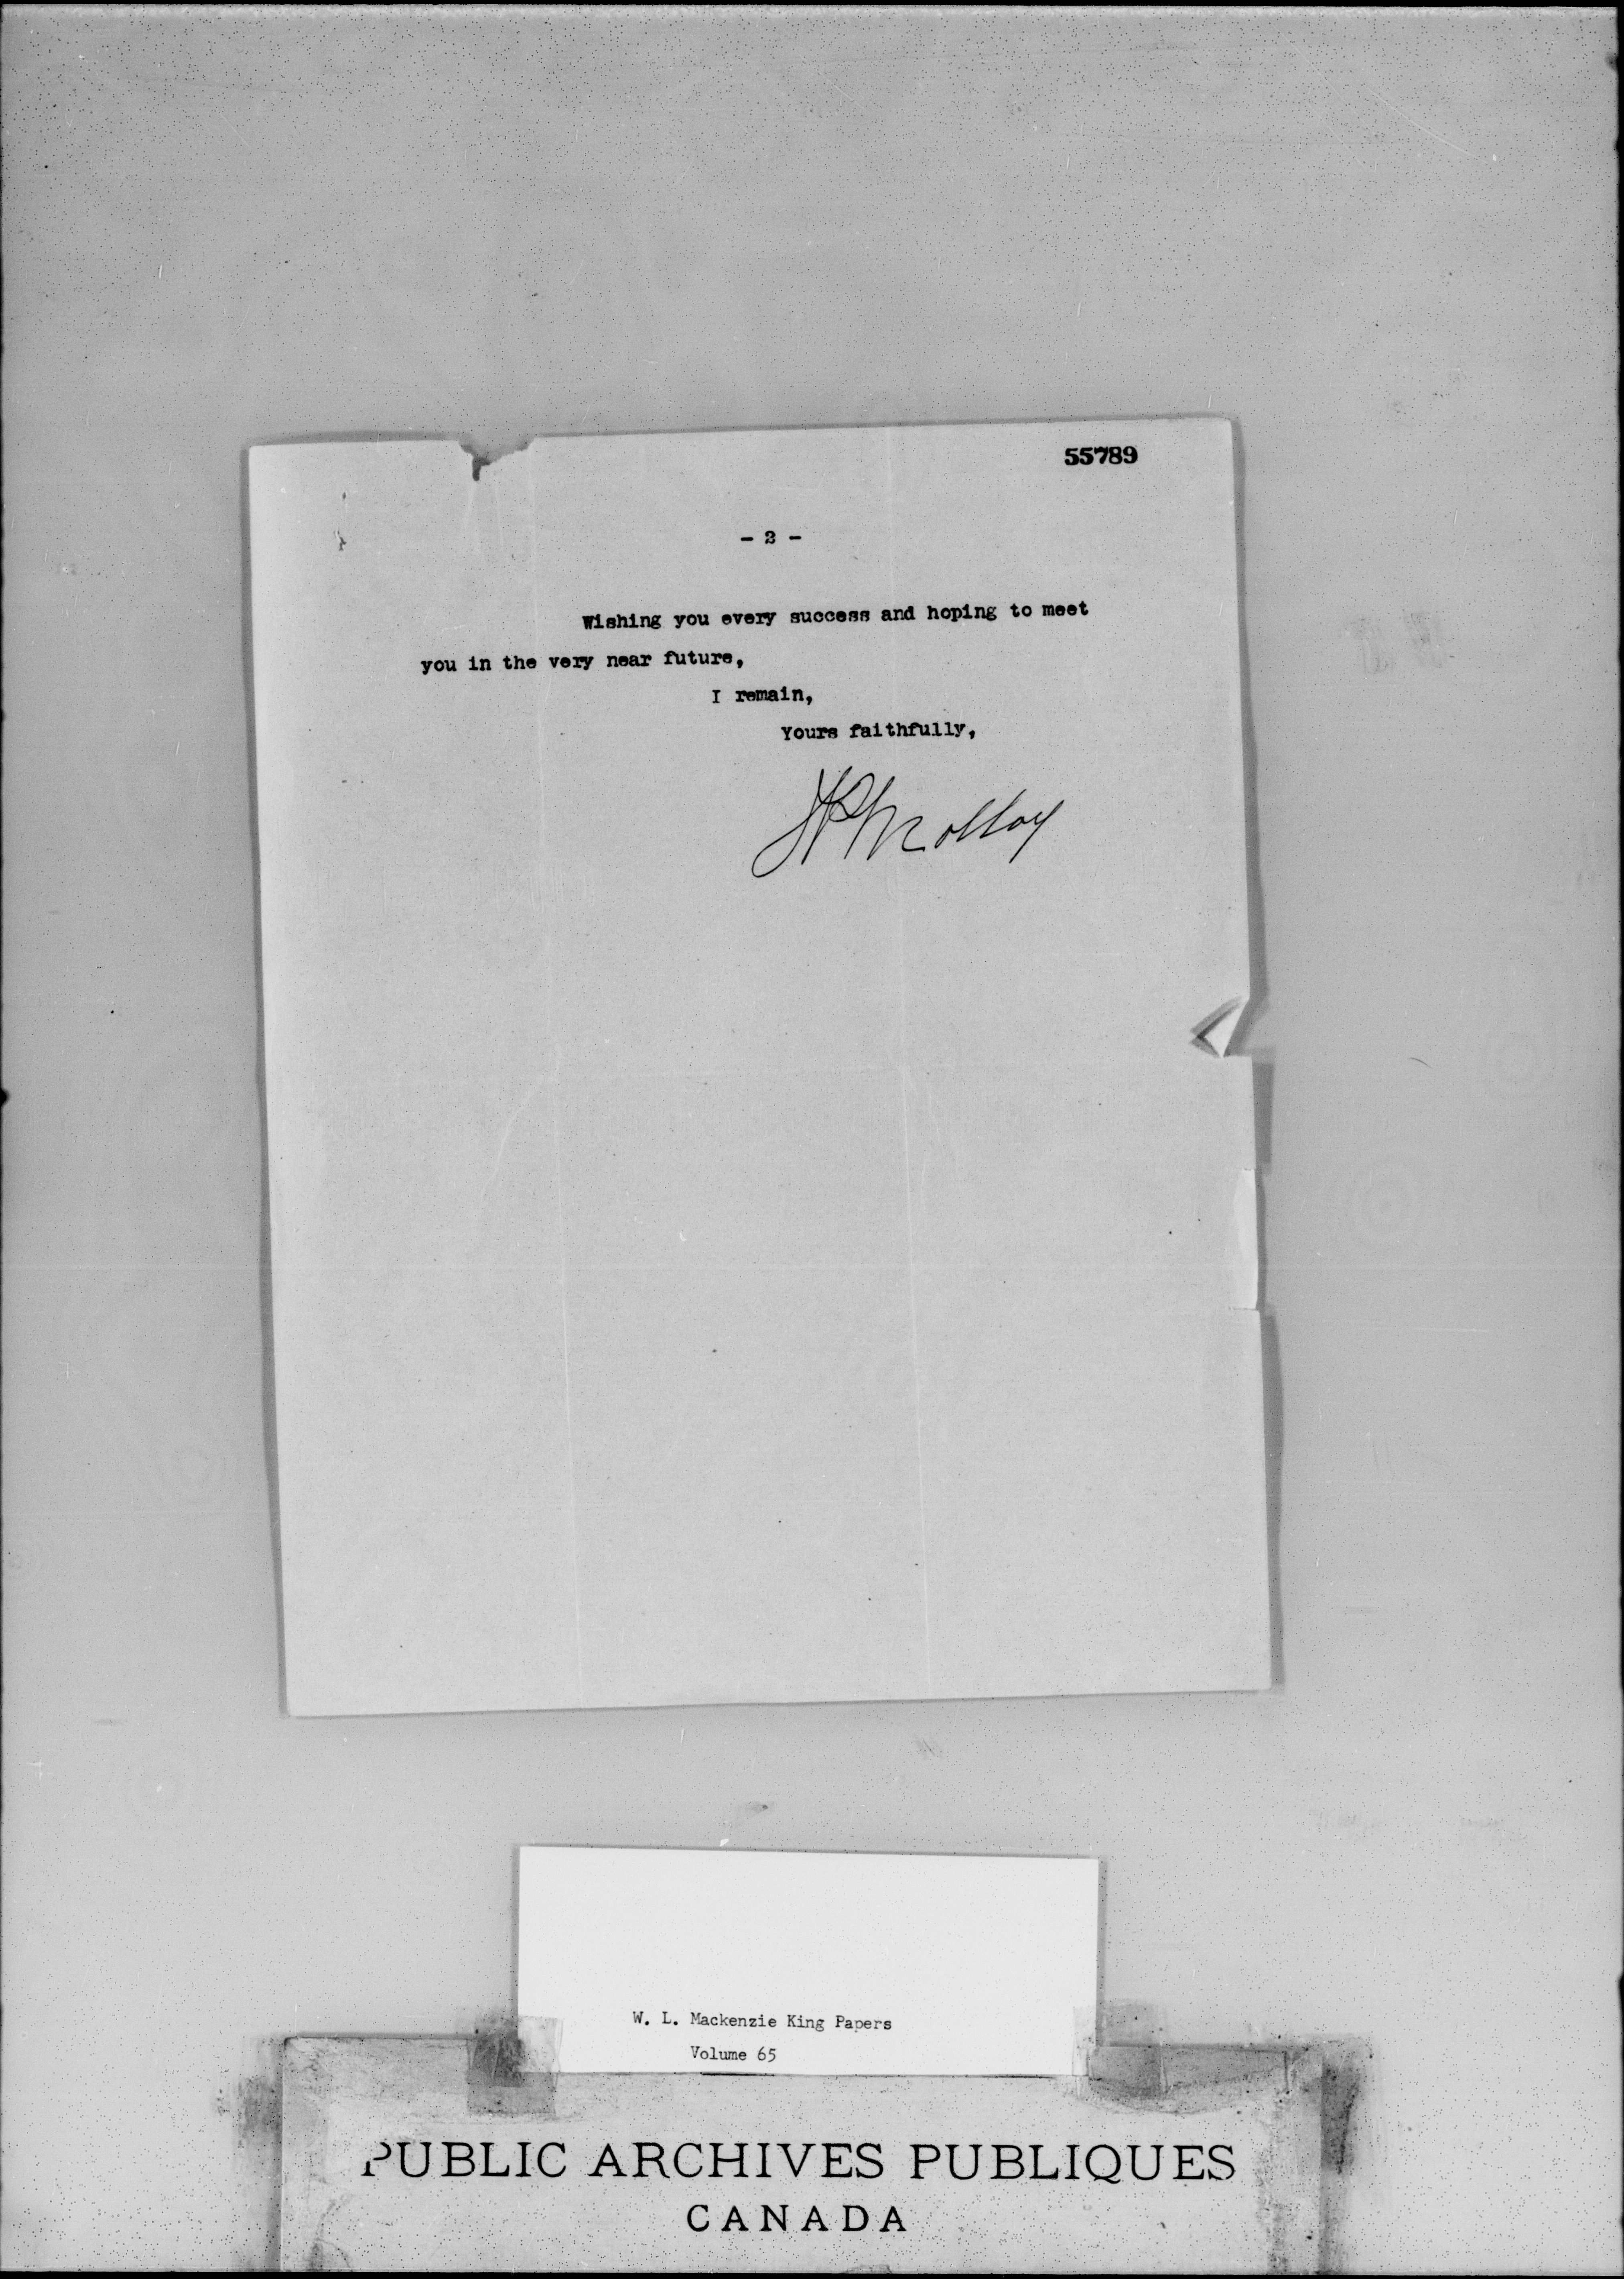 55789
- 2 -
Wishing you every success and hoping to meet
you in the very near future,
I remain,
Yours faithfully,
JPMolloy
W. L. Mackenzie King Papers
Volume 65
PUBLIC ARCHIVES PUBLIQUES
CANADA